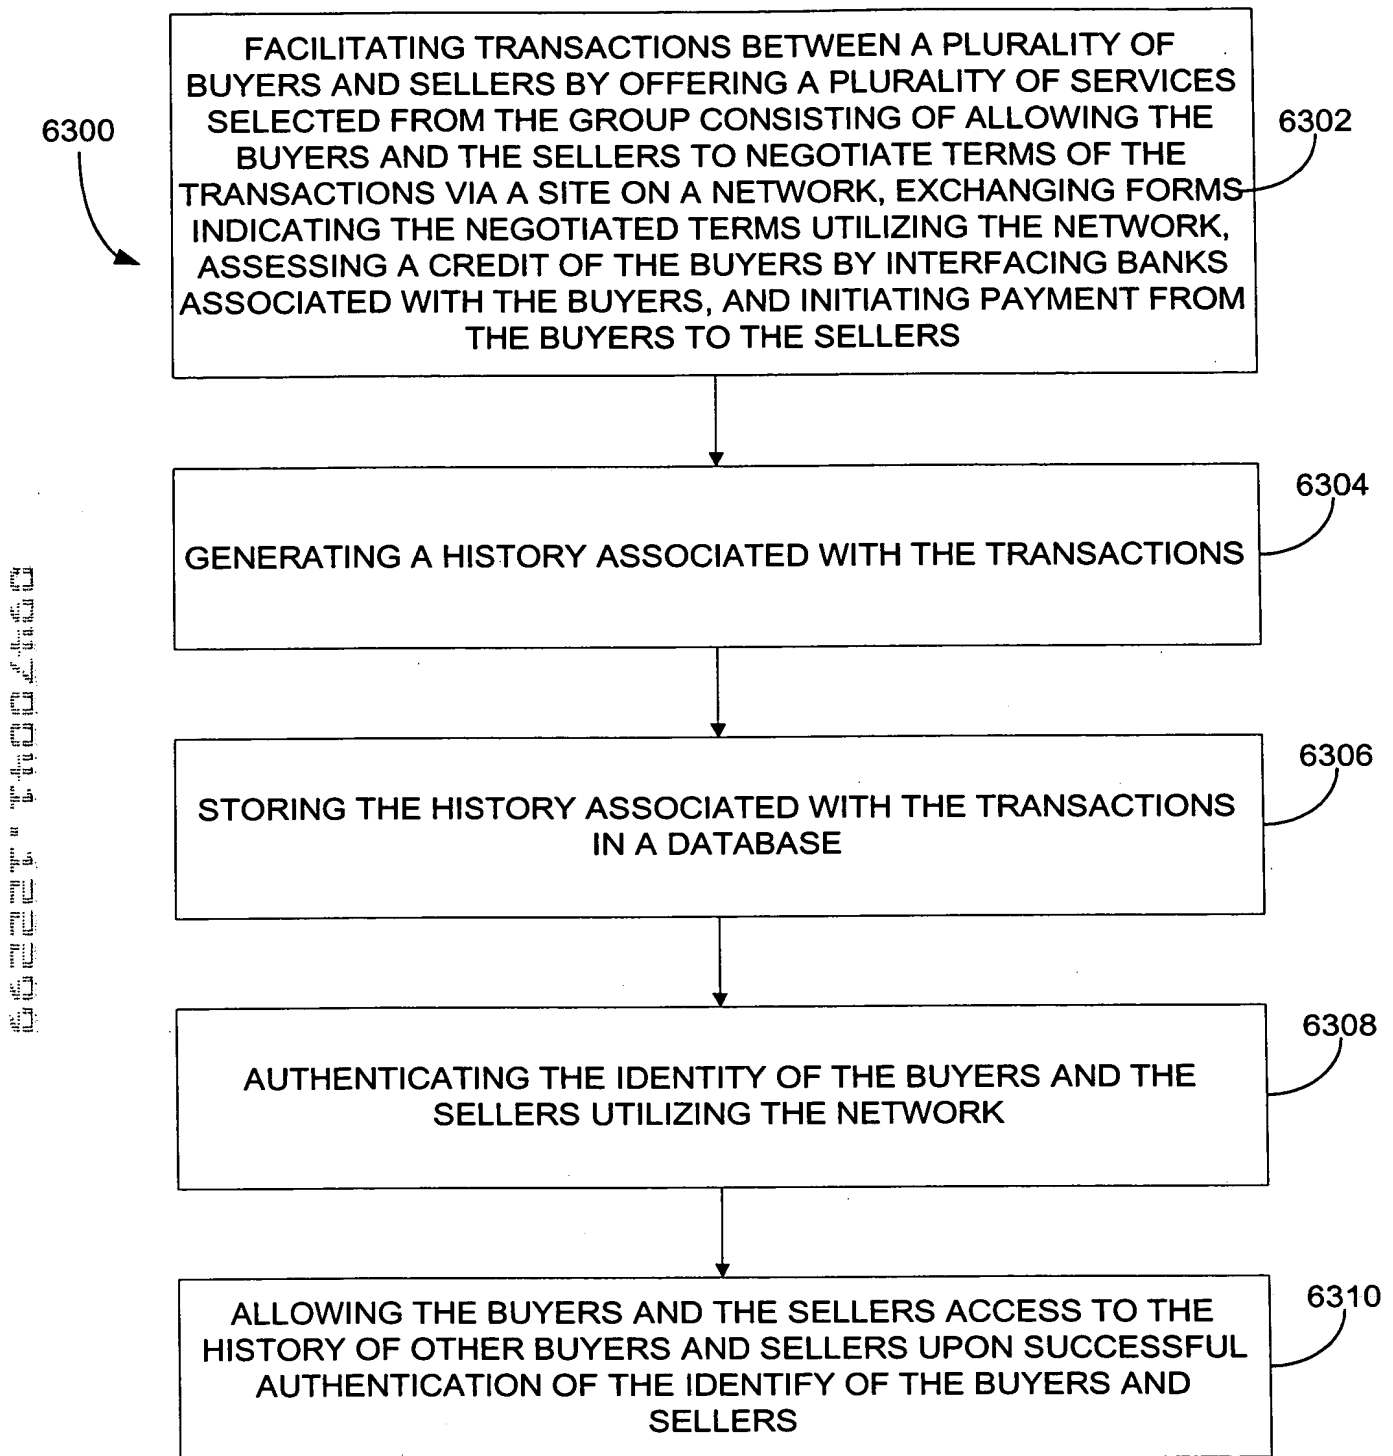 FACILITATING TRANSACTIONS BETWEEN A PLURALITY OF
BUYERS AND SELLERS BY OFFERING A PLURALITY OF SERVICES
SELECTED FROM THE GROUP CONSISTING OF ALLOWING THE
BUYERS AND THE SELLERS TO NEGOTIATE TERMS OF THE
TRANSACTIONS VIA A SITE ON A NETWORK, EXCHANGING FORMS
INDICATING THE NEGOTIATED TERMS UTILIZING THE NETWORK,
ASSESSING A CREDIT OF THE BUYERS BY INTERFACING BANKS
ASSOCIATED WITH THE BUYERS, AND INITIATING PAYMENT FROM
THE BUYERS TO THE SELLERS
6300
6302
GENERATING A HISTORY ASSOCIATED WITH THE TRANSACTIONS
6304
STORING THE HISTORY ASSOCIATED WITH THE TRANSACTIONS
IN A DATABASE
6306
AUTHENTICATING THE IDENTITY OF THE BUYERS AND THE
SELLERS UTILIZING THE NETWORK
6308
ALLOWING THE BUYERS AND THE SELLERS ACCESS TO THE
HISTORY OF OTHER BUYERS AND SELLERS UPON SUCCESSFUL
AUTHENTICATION OF THE IDENTIFY OF THE BUYERS AND
SELLERS
6310
09470041.122299